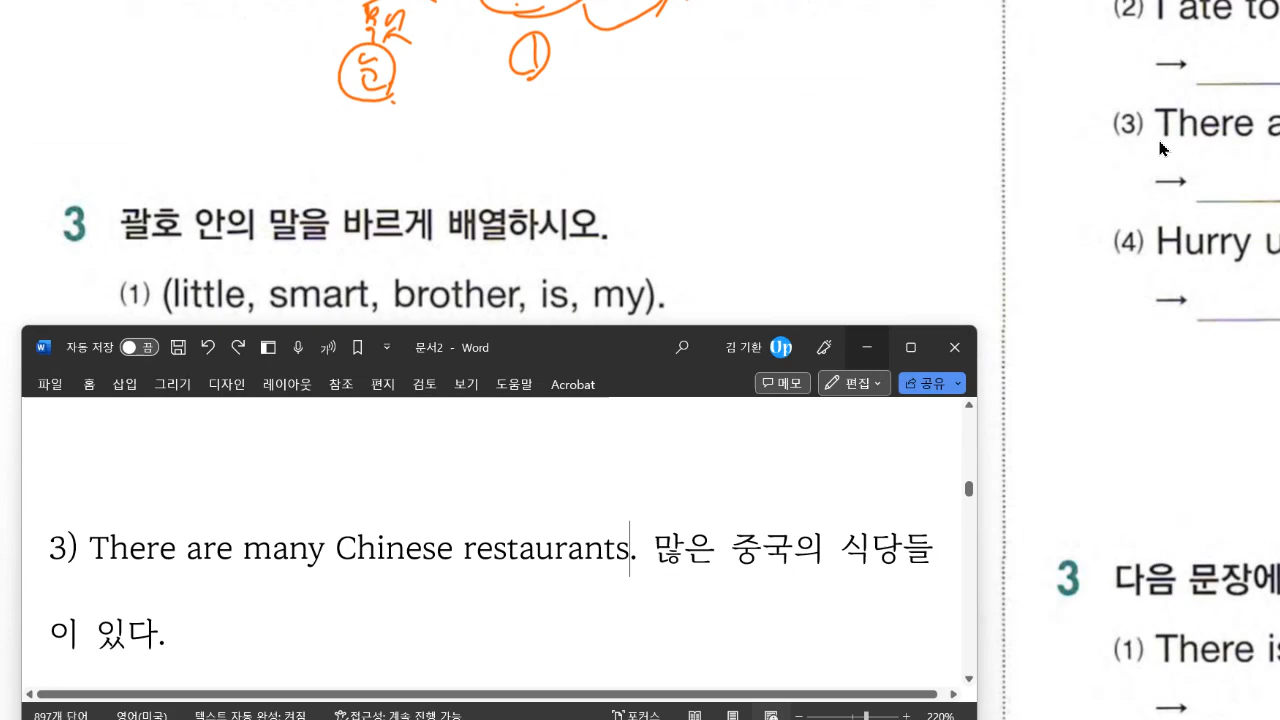 눈
①
(2) I ate to
→
(3) There a
→
(4) Hurry u
→
3 괄호 안의 말을 바르게 배열하시오.
(1) (little, smart, brother, is, my).
자동 저장 끔 가)) 문서2 - Word 김 기환 Up
파일 홈 삽입 그리기 디자인 레이아웃 참조 편지 검토 보기 도움말 Acrobat 메모 편집 공유
3) There are many Chinese restaurants. 많은 중국의 식당들
이 있다.
897개 단어 영어(미국) 텍스트 자동 완성: 켜짐 접근성: 계속 진행 가능 포커스 220%
3 다음 문장에
(1) There is
→